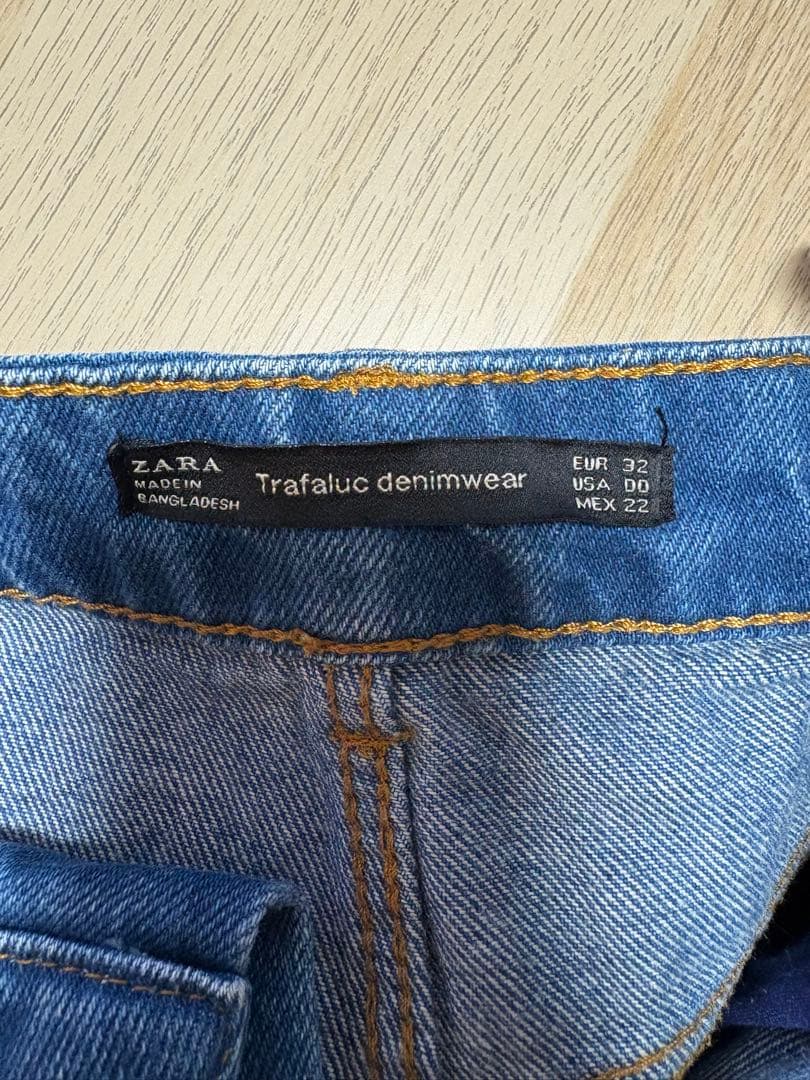 ZARA
MADE IN
BANGLADESH
Trafaluc denimwear
EUR 32
USA 00
MEX 22